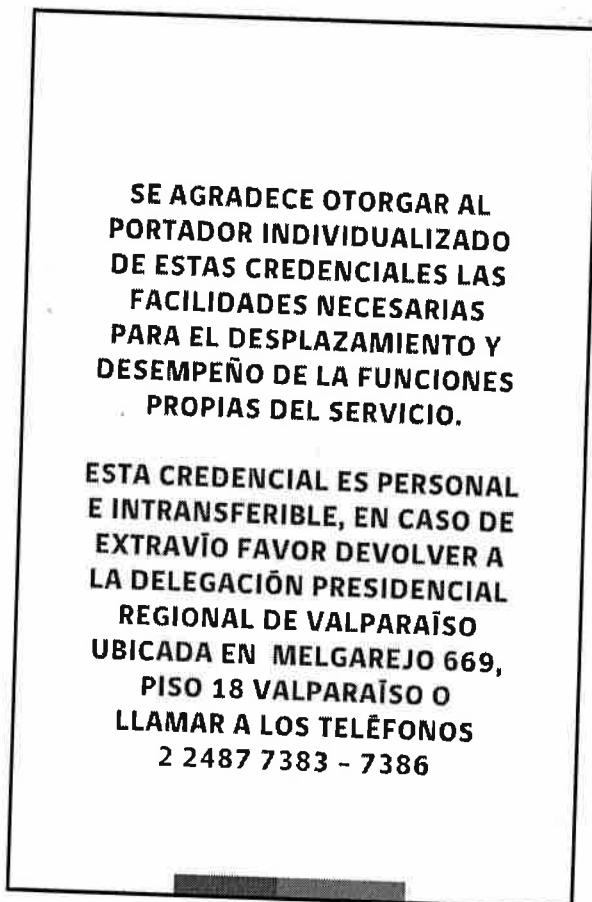 SE AGRADECE OTORGAR AL
PORTADOR INDIVIDUALIZADO
DE ESTAS CREDENCIALES LAS
FACILIDADES NECESARIAS
PARA EL DESPLAZAMIENTO Y
DESEMPEÑO DE LA FUNCIONES
PROPIAS DEL SERVICIO.
ESTA CREDENCIAL ES PERSONAL
E INTRANSFERIBLE, EN CASO DE
EXTRAVÍO FAVOR DEVOLVER A
LA DELEGACIÓN PRESIDENCIAL
REGIONAL DE VALPARAÍSO
UBICADA EN MELGAREJO 669,
PISO 18 VALPARAÍSO O
LLAMAR A LOS TELÉFONOS
2 2487 7383 - 7386